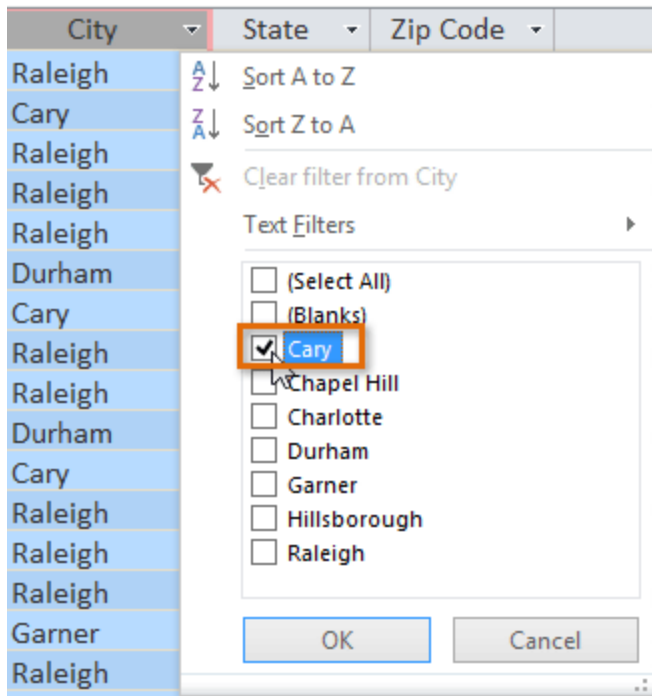 City State Zip Code
Raleigh
Cary
Raleigh
Raleigh
Raleigh
Durham
Cary
Raleigh
Raleigh
Durham
Cary
Raleigh
Raleigh
Raleigh
Garner
Raleigh
Sort A to Z
Sort Z to A
Clear filter from City
Text Filters
(Select All)
(Blanks)
Cary
Chapel Hill
Charlotte
Durham
Garner
Hillsborough
Raleigh
OK Cancel